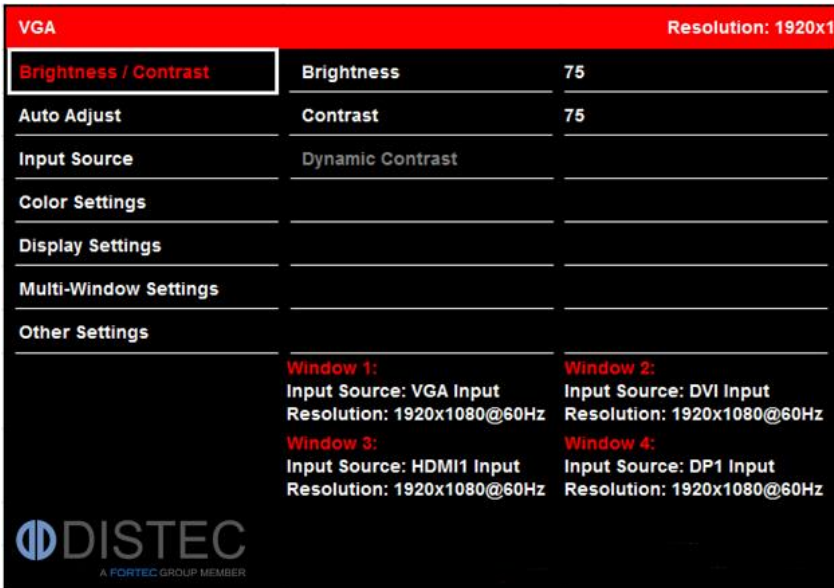 VGA Resolution: 1920x1
Brightness / Contrast Brightness 75
Auto Adjust Contrast 75
Input Source Dynamic Contrast
Color Settings
Display Settings
Multi-Window Settings
Other Settings
Window 1:
Input Source: VGA Input
Resolution: 1920x1080@60Hz
Window 2:
Input Source: DVI Input
Resolution: 1920x1080@60Hz
Window 3:
Input Source: HDMI1 Input
Resolution: 1920x1080@60Hz
Window 4:
Input Source: DP1 Input
Resolution: 1920x1080@60Hz
DISTEC
A FORTEC GROUP MEMBER